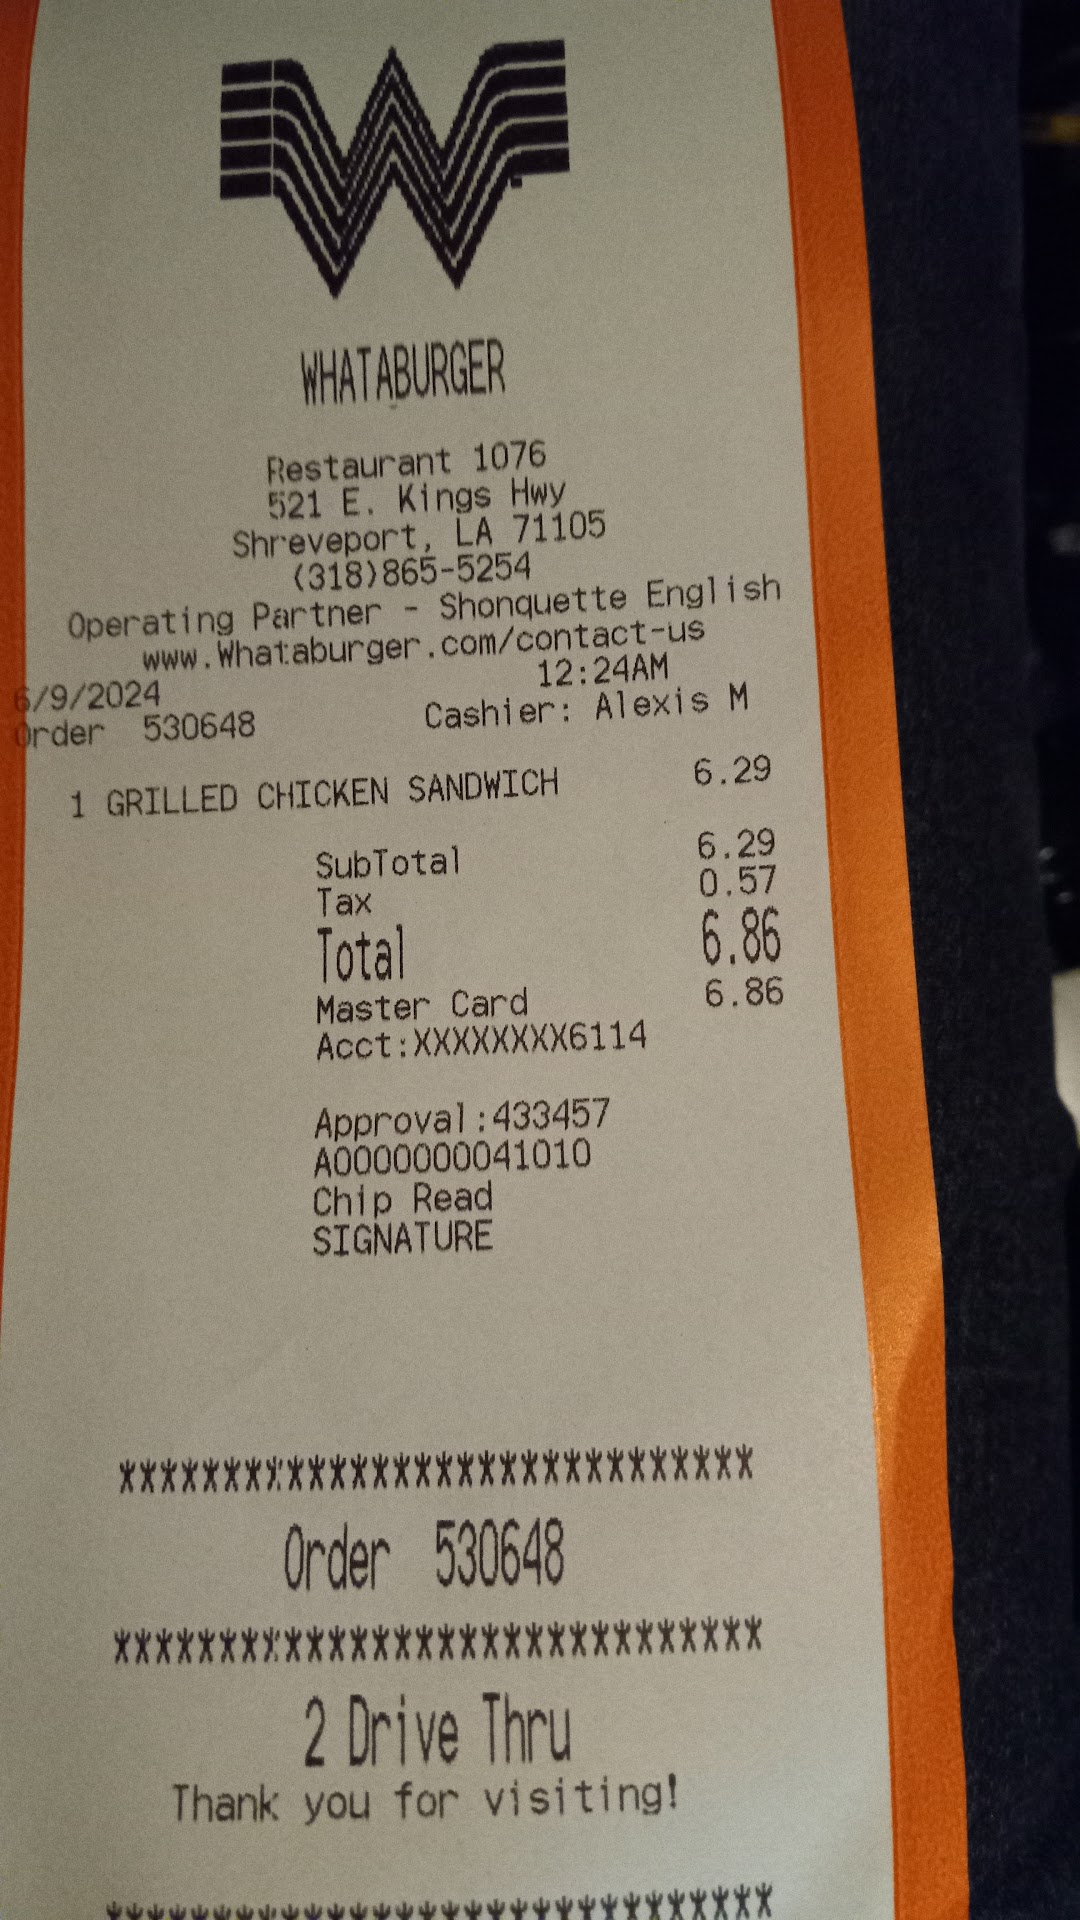 WHATABURGER
Restaurant 1076
521 E. Kings Hwy
Shreveport, LA 71105
(318)865-5254
Operating Partner - Shonquette English
www.Whataburger.com/contact-us
6/9/2024 12:24AM
Order 530648 Cashier: Alexis M
1 GRILLED CHICKEN SANDWICH 6.29
SubTotal 6.29
Tax 0.57
Total 6.86
Master Card 6.86
Acct:XXXXXXXX6114
Approval:433457
A0000000041010
Chip Read
SIGNATURE
*******************************
Order 530648
*******************************
2 Drive Thru
Thank you for visiting!
********************************